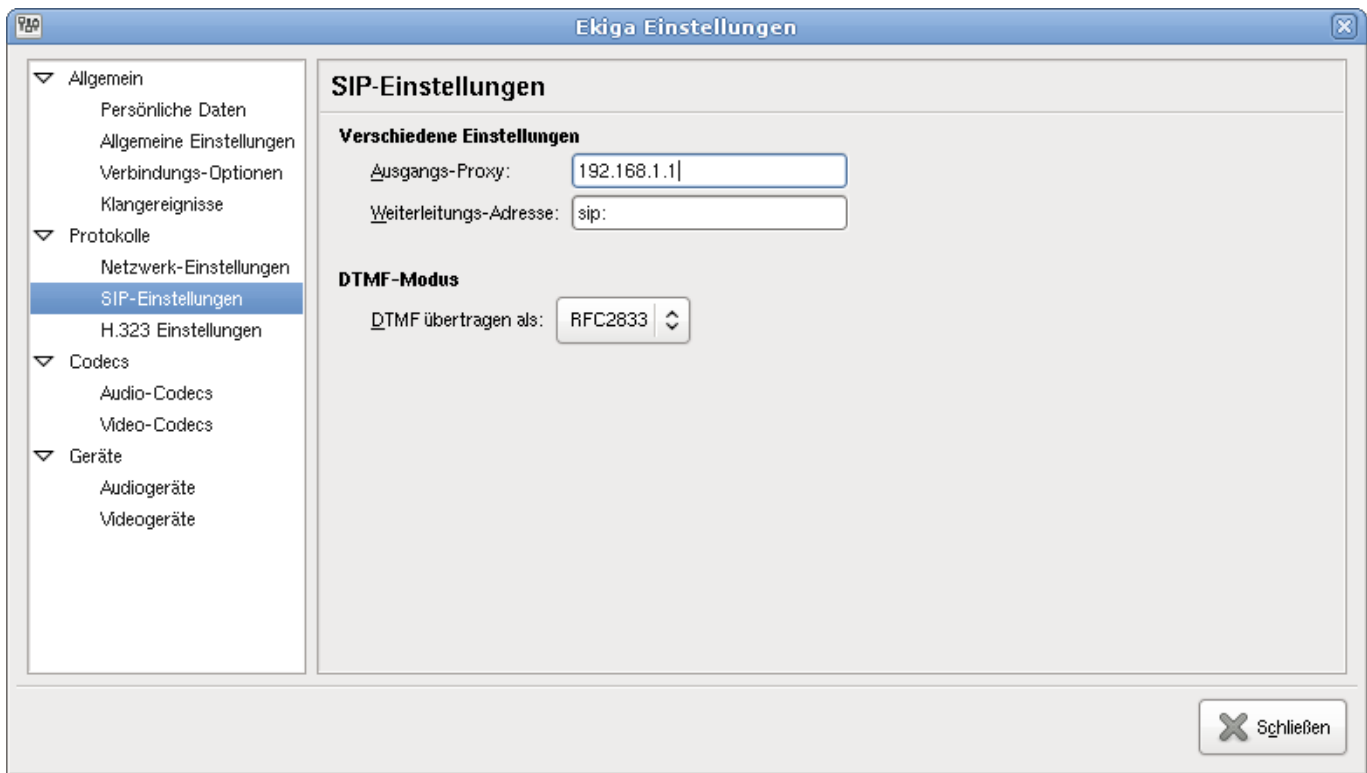 Ekiga Einstellungen
Allgemein
Persönliche Daten
Allgemeine Einstellungen
Verbindungs-Optionen
Klangereignisse
Protokolle
Netzwerk-Einstellungen
SIP-Einstellungen
H.323 Einstellungen
Codecs
Audio-Codecs
Video-Codecs
Geräte
Audiogeräte
Videogeräte
SIP-Einstellungen
Verschiedene Einstellungen
Ausgangs-Proxy: 192.168.1.1
Weiterleitungs-Adresse: sip:
DTMF-Modus
DTMF übertragen als: RFC2833
Schließen